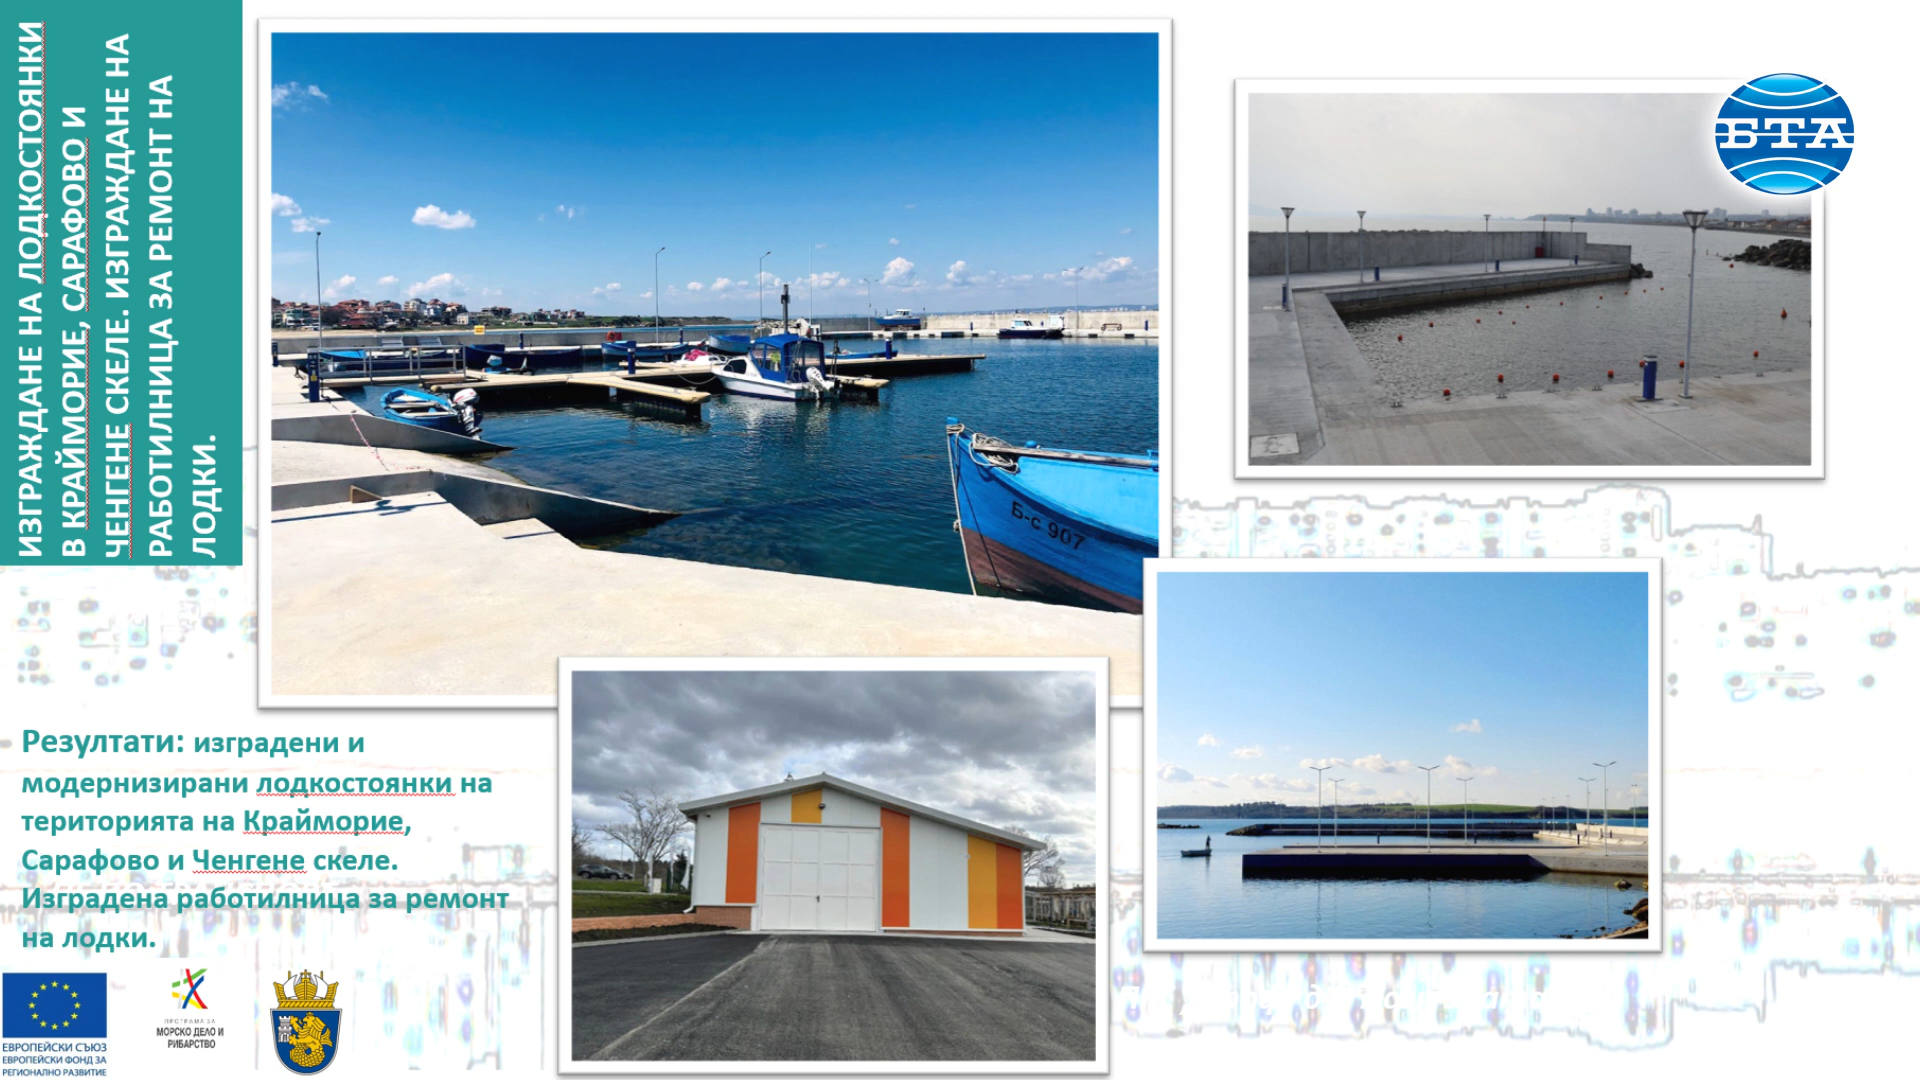 ИЗГРАЖДАНЕ НА ЛОДКОСТОЯНКИ
В КРАЙМОРИЕ, САРАФОВО И
ЧЕНГЕНЕ СКЕЛЕ. ИЗГРАЖДАНЕ НА
РАБОТИЛНИЦА ЗА РЕМОНТ НА
ЛОДКИ.
БТА
Б-с 907
Резултати: изградени и
модернизирани лодкостоянки на
територията на Крайморие,
Сарафово и Ченгене скеле.
Изградена работилница за ремонт
на лодки.
ЕВРОПЕЙСКИ СЪЮЗ
ЕВРОПЕЙСКИ ФОНД ЗА
РЕГИОНАЛНО РАЗВИТИЕ
ПРОГРАМА ЗА
МОРСКО ДЕЛО И
РИБАРСТВО